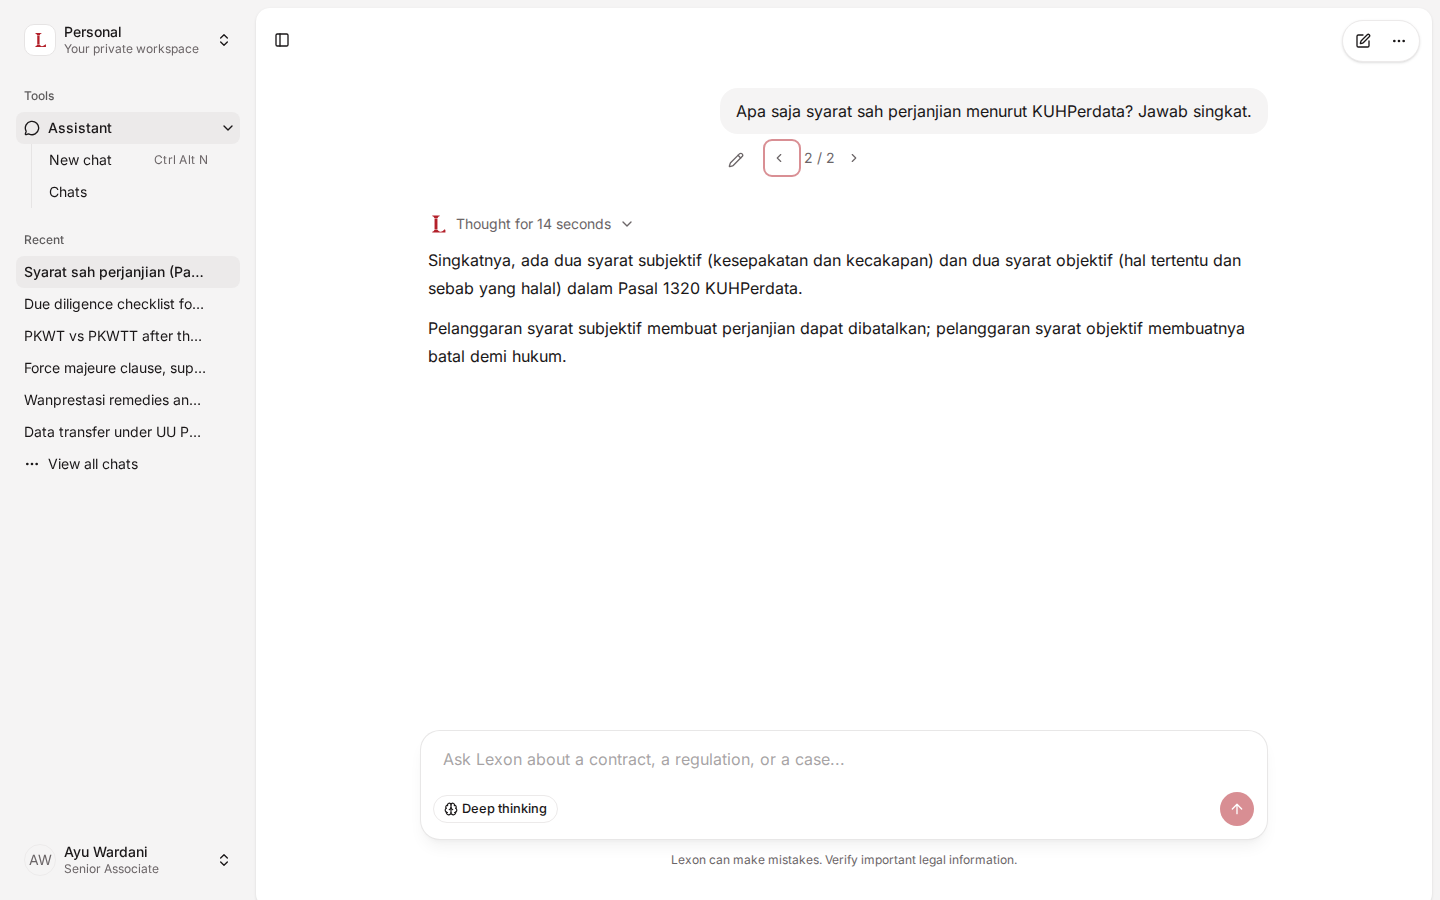 L
Personal
Your private workspace
Tools
Assistant
New chat Ctrl Alt N
Chats
Recent
Syarat sah perjanjian (Pa...
Due diligence checklist fo...
PKWT vs PKWTT after th...
Force majeure clause, sup...
Wanprestasi remedies an...
Data transfer under UU P...
View all chats
AW
Ayu Wardani
Senior Associate
Apa saja syarat sah perjanjian menurut KUHPerdata? Jawab singkat.
2 / 2
L Thought for 14 seconds
Singkatnya, ada dua syarat subjektif (kesepakatan dan kecakapan) dan dua syarat objektif (hal tertentu dan
sebab yang halal) dalam Pasal 1320 KUHPerdata.
Pelanggaran syarat subjektif membuat perjanjian dapat dibatalkan; pelanggaran syarat objektif membuatnya
batal demi hukum.
Ask Lexon about a contract, a regulation, or a case...
Deep thinking
Lexon can make mistakes. Verify important legal information.